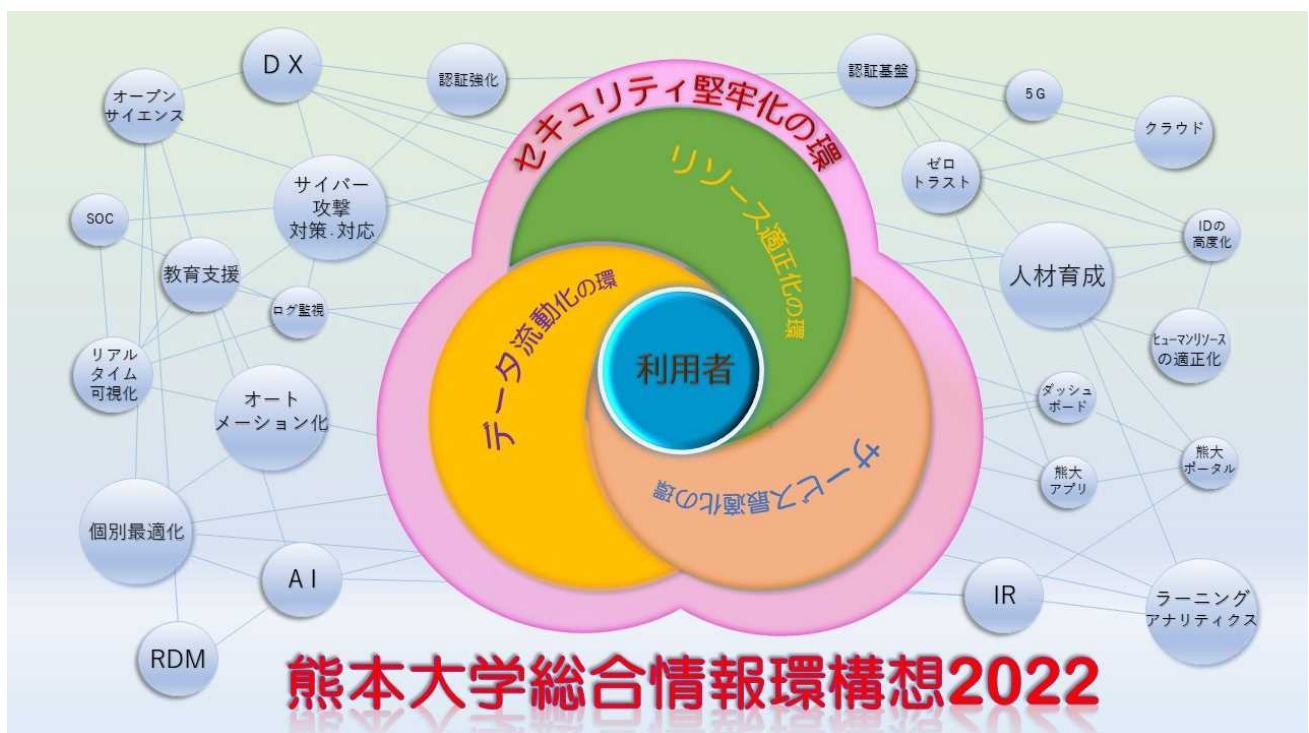 DX
認証強化
オープン
サイエンス
サイバー
攻撃
対策・対応
SOC
教育支援
ログ監視
リアル
タイム
可視化
オート
メーション化
個別最適化
AI
RDM
セキュリティ堅牢化の環
リソース適正化の環
データ流動化の環
利用者
サービス最適化の環
認証基盤
5G
クラウド
ゼロ
トラスト
IDの
高度化
人材育成
ヒューマンリソース
の適正化
ダッシュ
ボード
熊大
アプリ
熊大
ポータル
IR
ラーニング
アナリティクス
熊本大学総合情報環構想2022